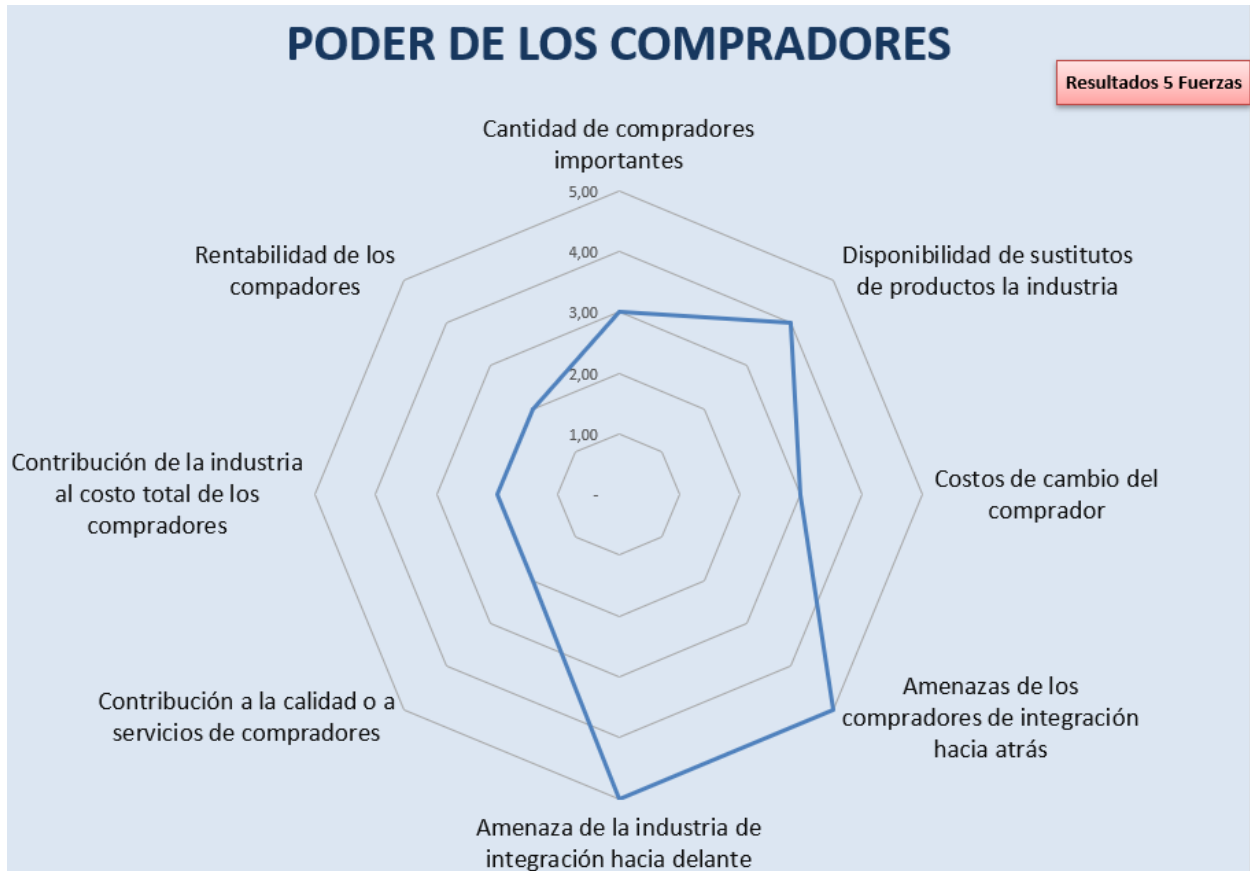 PODER DE LOS COMPRADORES
Resultados 5 Fuerzas
Cantidad de compradores
importantes
5,00
4,00
3,00
2,00
1,00
-
Disponibilidad de sustitutos
de productos la industria
Costos de cambio del
comprador
Amenazas de los
compradores de integración
hacia atrás
Amenaza de la industria de
integración hacia delante
Contribución a la calidad o a
servicios de compradores
Contribución de la industria
al costo total de los
compradores
Rentabilidad de los
compadores